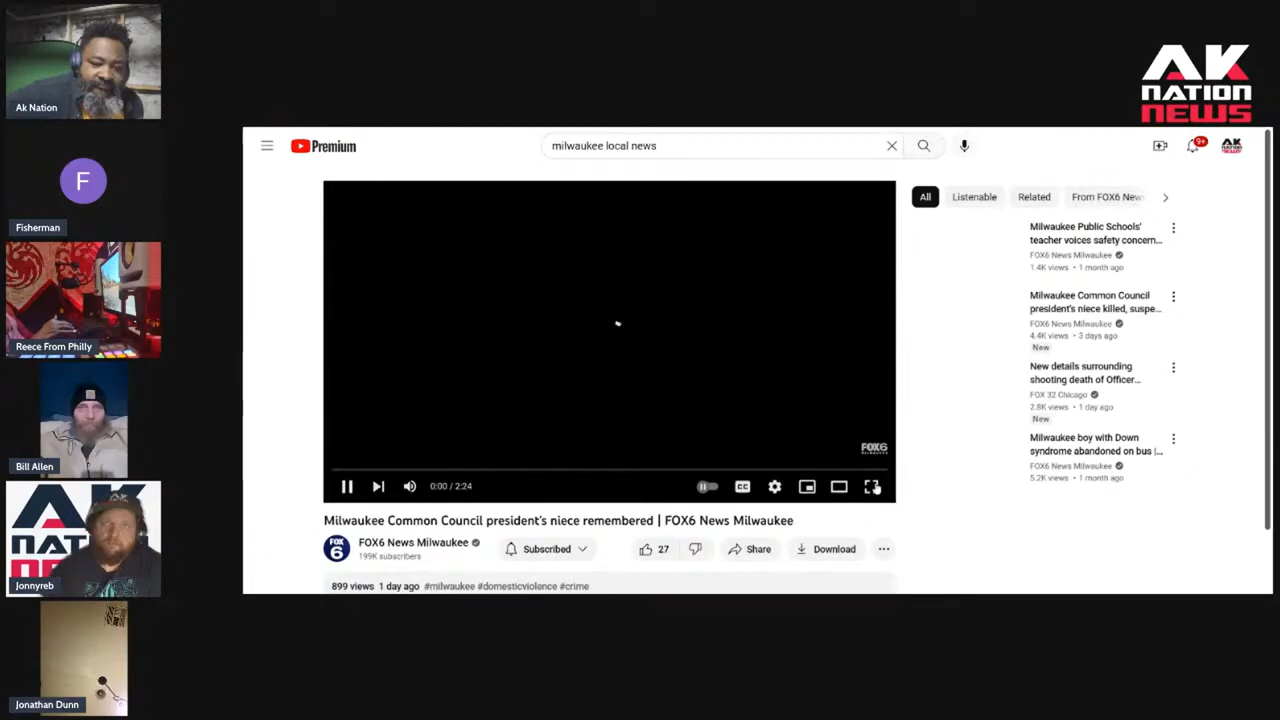 Ak Nation
F
Fisherman
Reece From Philly
Bill Allen
Jonnyreb
Jonathan Dunn
AK
NATION
NEWS
Premium
milwaukee local news
9+
FOX6
0:00 / 2:24
CC
Milwaukee Common Council president's niece remembered | FOX6 News Milwaukee
FOX
6
FOX6 News Milwaukee
199K subscribers
Subscribed
27
Share
Download
899 views 1 day ago #milwaukee #domesticviolence #crime
All
Listenable
Related
From FOX6 New
Milwaukee Public Schools'
teacher voices safety concern...
FOX6 News Milwaukee
1.4K views • 1 month ago
Milwaukee Common Council
president's niece killed, suspe...
FOX6 News Milwaukee
4.4K views • 3 days ago
New
New details surrounding
shooting death of Officer...
FOX 32 Chicago
2.8K views • 1 day ago
New
Milwaukee boy with Down
syndrome abandoned on bus |...
FOX6 News Milwaukee
5.2K views • 1 month ago